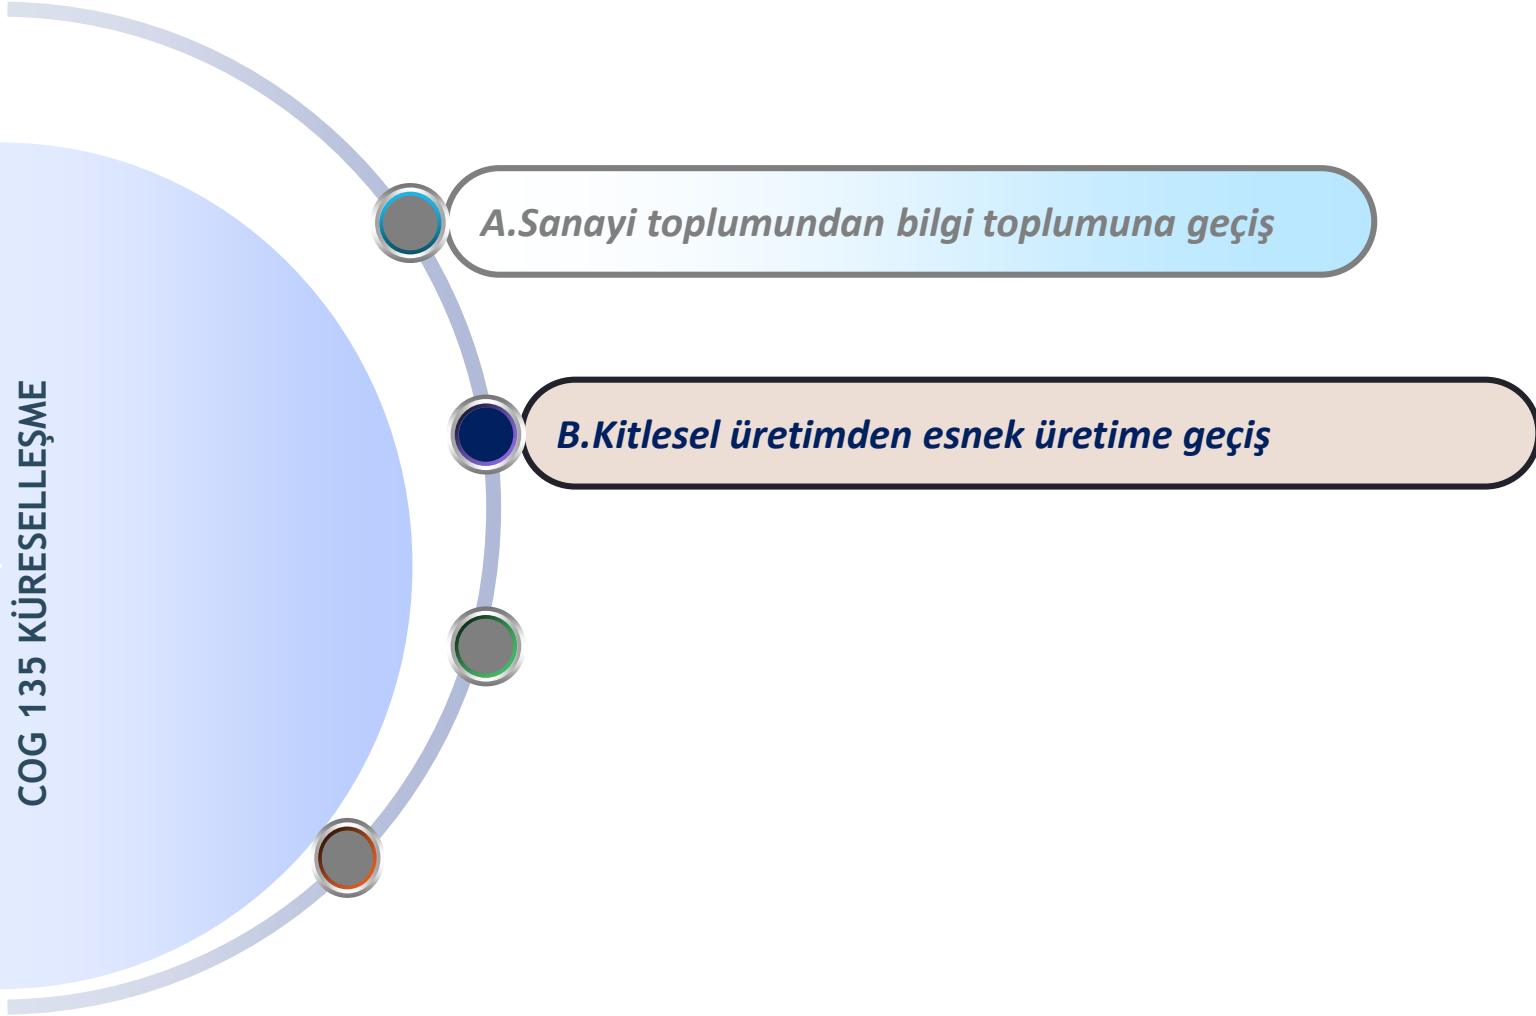 COG 135 KÜRESELLEŞME
A.Sanayi toplumundan bilgi toplumuna geçiş
B.Kitlesel üretimden esnek üretime geçiş